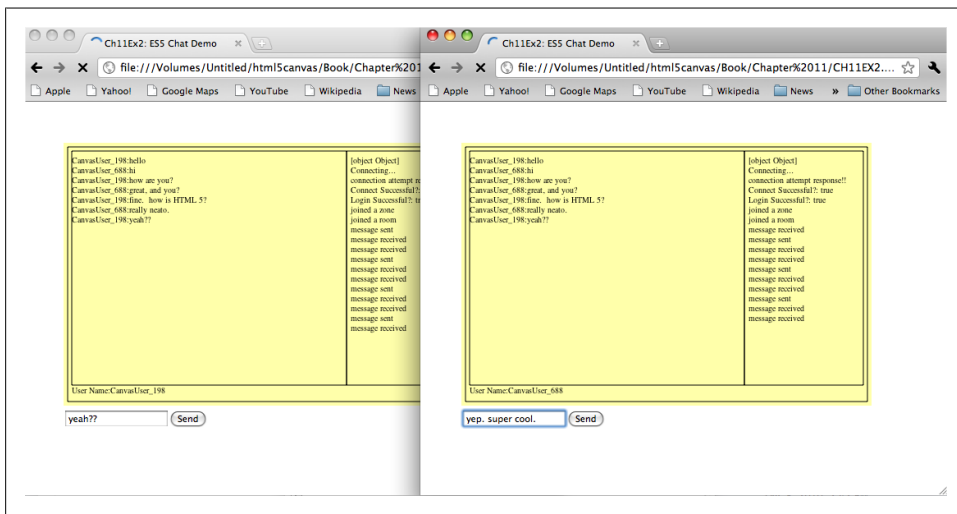 Ch11Ex2: ES5 Chat Demo
file:///Volumes/Untitled/html5canvas/Book/Chapter%201
Apple Yahoo! Google Maps YouTube Wikipedia News
CanvasUser_198:hello
CanvasUser_688:hi
CanvasUser_198:how are you?
CanvasUser_688:great, and you?
CanvasUser_198:fine. how is HTML 5?
CanvasUser_688:really neato.
CanvasUser_198:yeah??
[object Object]
Connecting...
connection attempt re
Connect Successful?:
Login Successful?: tr
joined a zone
joined a room
message sent
message received
message received
message sent
message received
message sent
message received
message received
message sent
message received
User Name:CanvasUser_198
yeah??
Send
Ch11Ex2: ES5 Chat Demo
file:///Volumes/Untitled/html5canvas/Book/Chapter%2011/CH11EX2....
Apple Yahoo! Google Maps YouTube Wikipedia News » Other Bookmarks
CanvasUser_198:hello
CanvasUser_688:hi
CanvasUser_198:how are you?
CanvasUser_688:great, and you?
CanvasUser_198:fine. how is HTML 5?
CanvasUser_688:really neato.
CanvasUser_198:yeah??
[object Object]
Connecting...
connection attempt response!!
Connect Successful?: true
Login Successful?: true
joined a zone
joined a room
message received
message sent
message received
message received
message sent
message received
message received
message sent
message received
message received
User Name:CanvasUser_688
yep. super cool.
Send